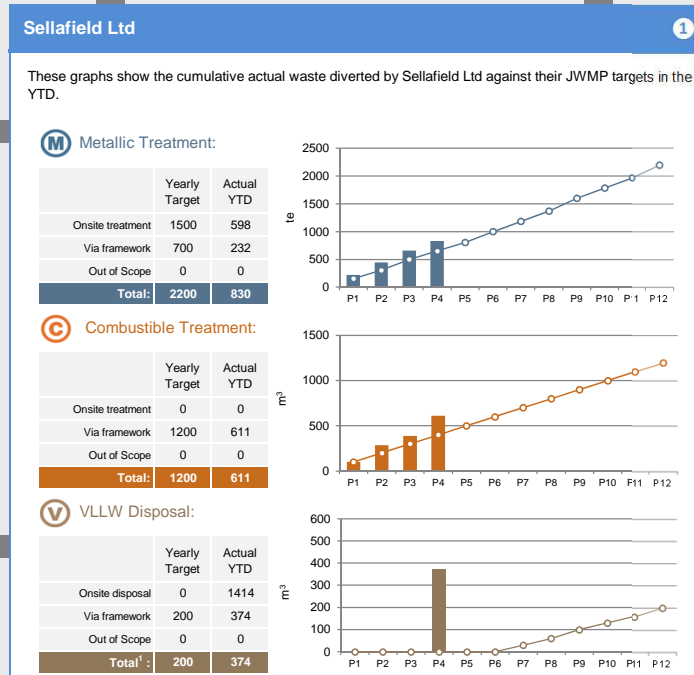 Sellafield Ltd
1
These graphs show the cumulative actual waste diverted by Sellafield Ltd against their JWMP targets in the
YTD.
M Metallic Treatment:
Yearly Target Actual YTD
Onsite treatment 1500 598
Via framework 700 232
Out of Scope 0 0
Total: 2200 830
2500
2000
1500
1000
500
0
te
P1 P2 P3 P4 P5 P6 P7 P8 P9 P10 P11 P12
C Combustible Treatment:
Yearly Target Actual YTD
Onsite treatment 0 0
Via framework 1200 611
Out of Scope 0 0
Total: 1200 611
1500
1000
500
0
m³
P1 P2 P3 P4 P5 P6 P7 P8 P9 P10 P11 P12
V VLLW Disposal:
Yearly Target Actual YTD
Onsite disposal 0 1414
Via framework 200 374
Out of Scope 0 0
Total¹ : 200 374
600
500
400
300
200
100
0
m³
P1 P2 P3 P4 P5 P6 P7 P8 P9 P10 P11 P12